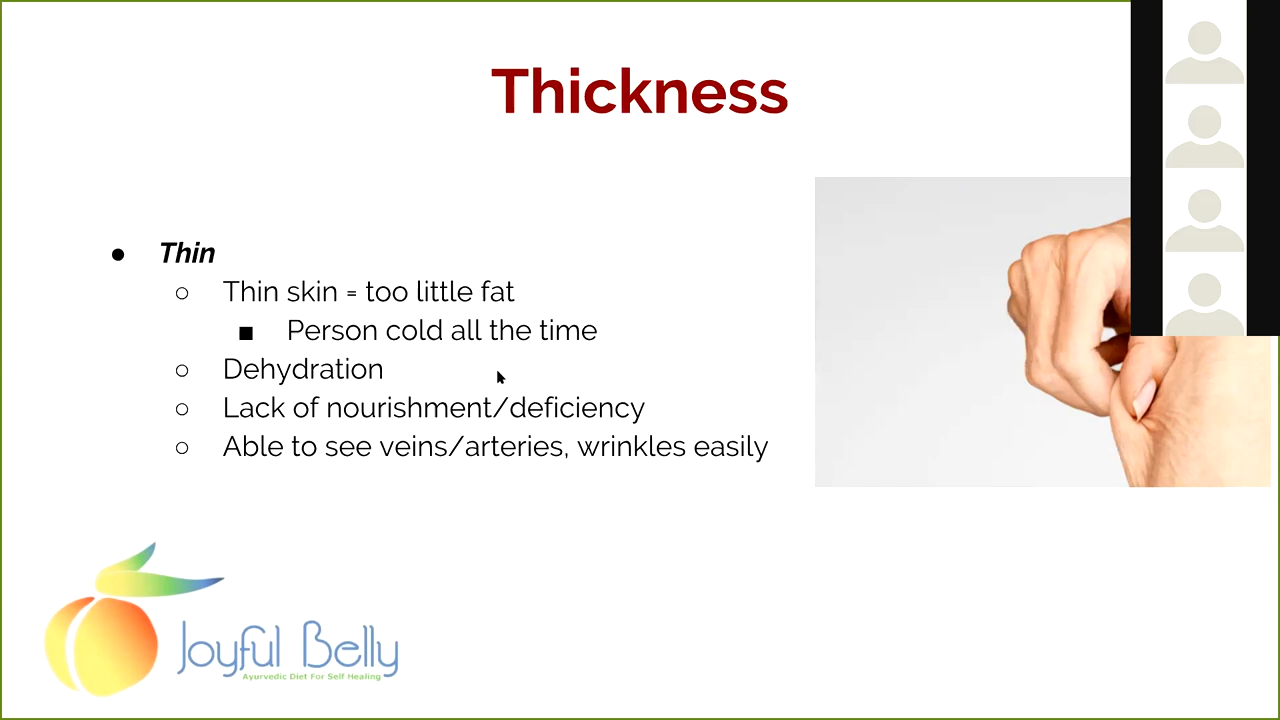 Thickness
● Thin
○ Thin skin = too little fat
■ Person cold all the time
○ Dehydration
○ Lack of nourishment/deficiency
○ Able to see veins/arteries, wrinkles easily
Joyful Belly
Ayurvedic Diet For Self Healing